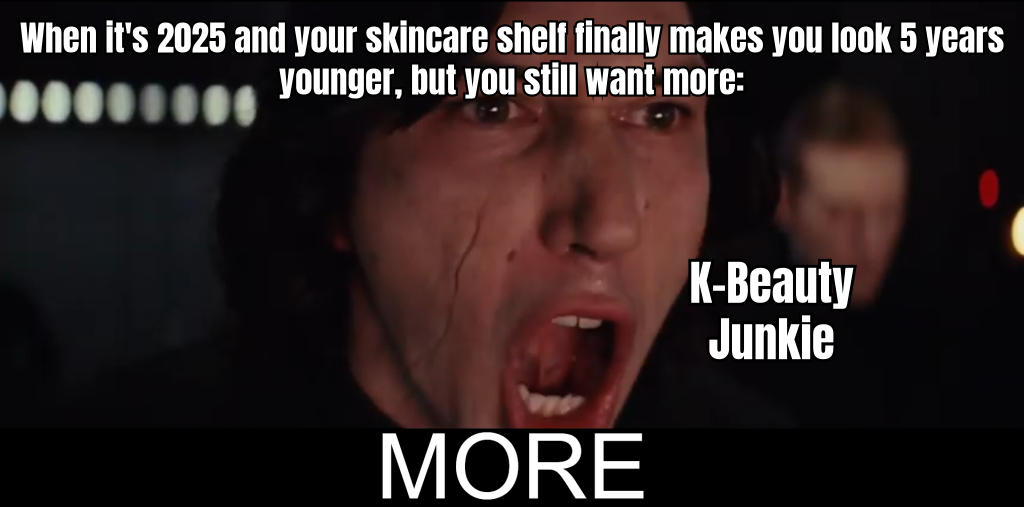 When it's 2025 and your skincare shelf finally makes you look 5 years
younger, but you still want more:
K-Beauty
Junkie
MORE